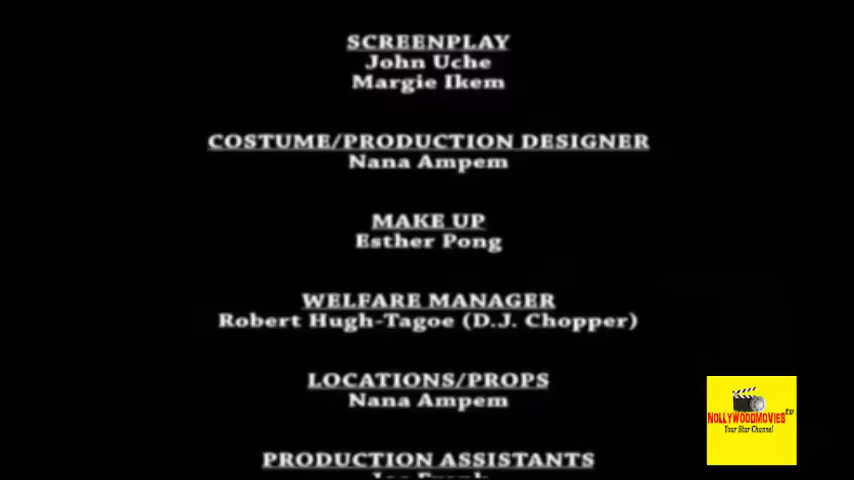 SCREENPLAY
John Uche
Margie Ikem
COSTUME/PRODUCTION DESIGNER
Nana Ampem
MAKE UP
Esther Pong
WELFARE MANAGER
Robert Hugh-Tagoe (D.J. Chopper)
LOCATIONS/PROPS
Nana Ampem
PRODUCTION ASSISTANTS
NOLLYWOODMOVIES tv
Your Star Channel